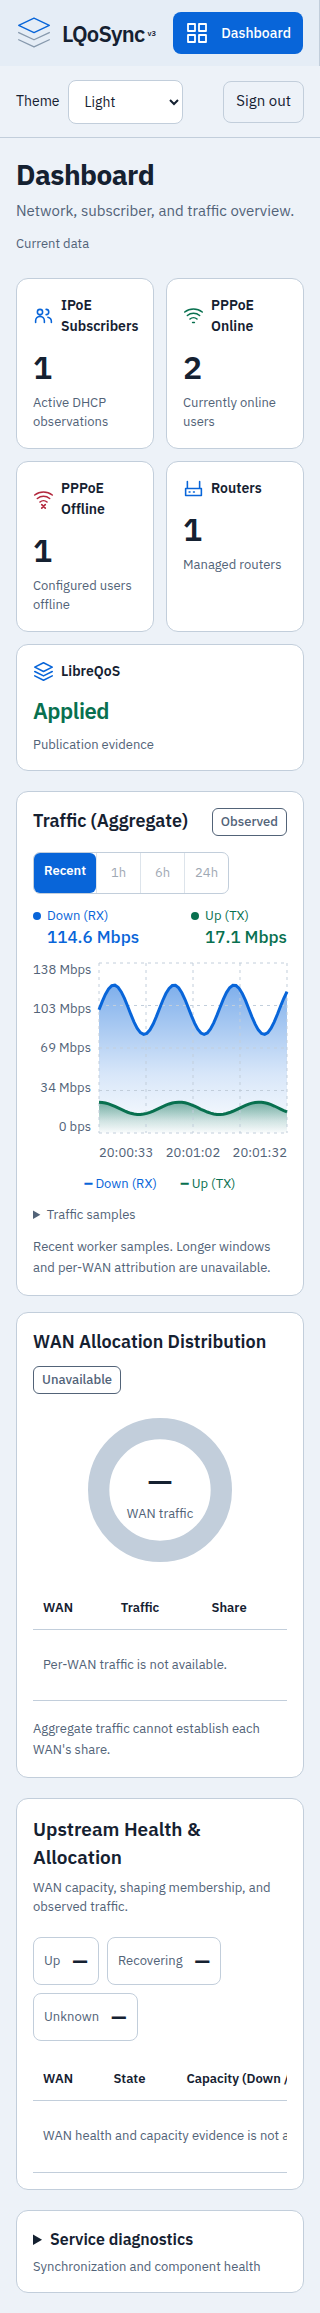 LQoSync v3
Dashboard
Theme
Light
Sign out
Dashboard
Network, subscriber, and traffic overview.
Current data
IPoE
Subscribers
1
Active DHCP
observations
PPPoE
Online
2
Currently online
users
PPPoE
Offline
1
Configured users
offline
Routers
1
Managed routers
LibreQoS
Applied
Publication evidence
Traffic (Aggregate)
Observed
Recent 1h 6h 24h
Down (RX)
114.6 Mbps
Up (TX)
17.1 Mbps
138 Mbps
103 Mbps
69 Mbps
34 Mbps
0 bps
20:00:33 20:01:02 20:01:32
Down (RX) Up (TX)
Traffic samples
Recent worker samples. Longer windows
and per-WAN attribution are unavailable.
WAN Allocation Distribution
Unavailable
—
WAN traffic
WAN Traffic Share
Per-WAN traffic is not available.
Aggregate traffic cannot establish each
WAN's share.
Upstream Health &
Allocation
WAN capacity, shaping membership, and
observed traffic.
Up —
Recovering —
Unknown —
WAN State Capacity (Down /
WAN health and capacity evidence is not a
Service diagnostics
Synchronization and component health